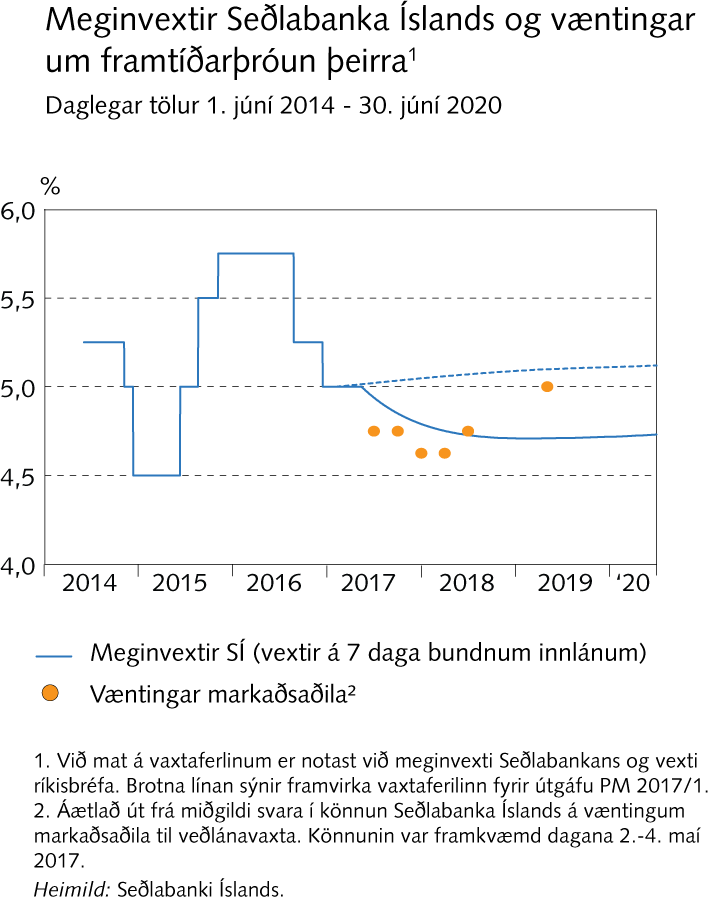 Meginvextir Seðlabanka Íslands og væntingar
um framtíðarþróun þeirra¹
Daglegar tölur 1. júní 2014 - 30. júní 2020
%
6,0
5,5
5,0
4,5
4,0
2014 2015 2016 2017 2018 2019 '20
Meginvextir SÍ (vextir á 7 daga bundnum innlánum)
Væntingar markaðsaðila²
1. Við mat á vaxtaferlinum er notast við meginvexti Seðlabankans og vexti
ríkisbréfa. Brotna línan sýnir framvirka vaxtaferilinn fyrir útgáfu PM 2017/1.
2. Áætlað út frá miðgildi svara í könnun Seðlabanka Íslands á væntingum
markaðsaðila til veðlánavaxta. Könnunin var framkvæmd dagana 2.-4. maí
2017.
Heimild: Seðlabanki Íslands.